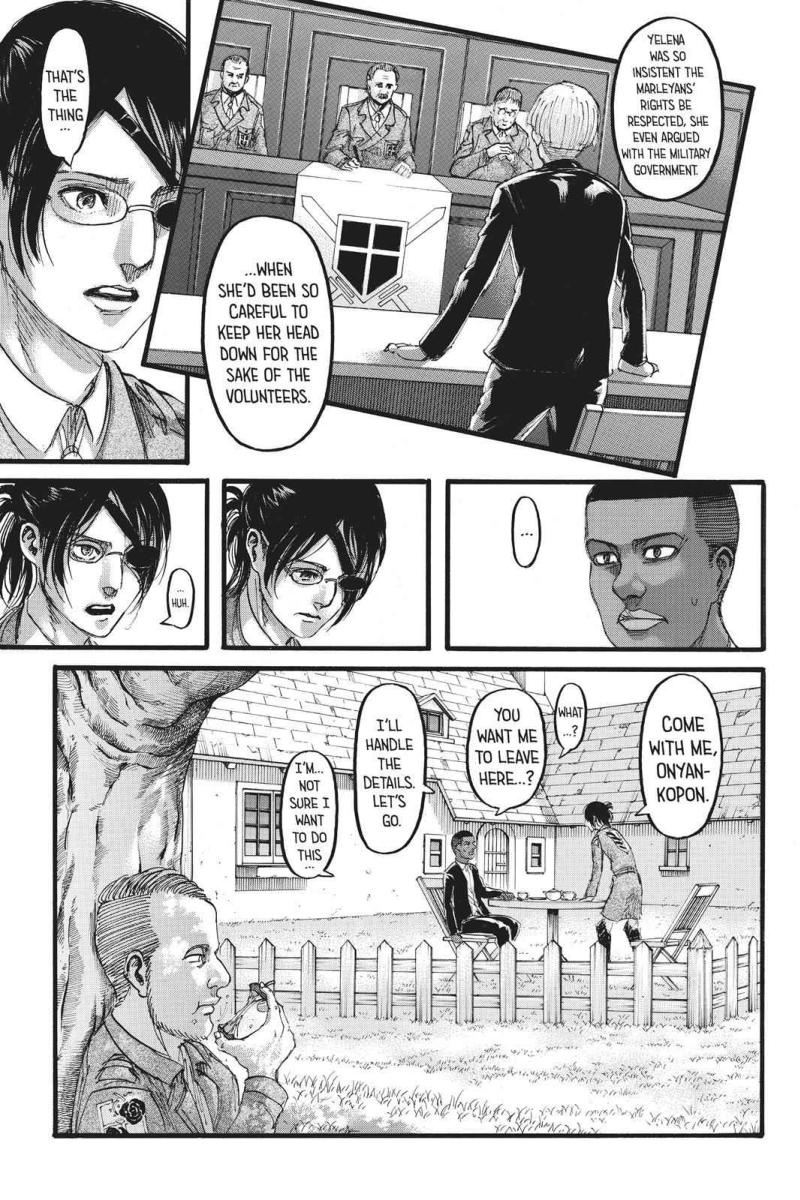 YELENA
WAS SO
INSISTENT THE
MARLEYANS'
RIGHTS BE
RESPECTED, SHE
EVEN ARGUED
WITH THE MILITARY
GOVERNMENT.
...WHEN
SHE'D BEEN SO
CAREFUL TO
KEEP HER HEAD
DOWN FOR THE
SAKE OF THE
VOLUNTEERS.
THAT'S
THE
THING
...
...
...
HUH.
COME
WITH ME,
ONYAN-
KOPON.
WHAT
...?
YOU
WANT ME
TO LEAVE
HERE...?
I'LL
HANDLE
THE
DETAILS.
LET'S
GO.
I'M...
NOT
SURE I
WANT
TO DO
THIS
...